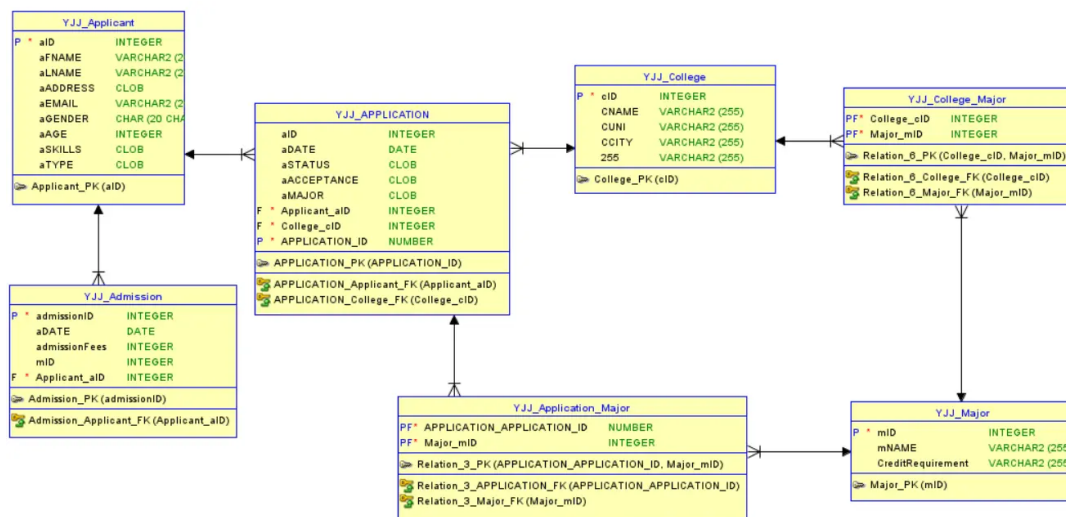 YJJ_Applicant
P * aID INTEGER
aFNAME VARCHAR2 (2
aLNAME VARCHAR2 (2
aADDRESS CLOB
aEMAIL VARCHAR2 (2
aGENDER CHAR (20 CHA
aAGE INTEGER
aSKILLS CLOB
aTYPE CLOB
Applicant_PK (aID)
YJJ_APPLICATION
aID INTEGER
aDATE DATE
aSTATUS CLOB
aACCEPTANCE CLOB
aMAJOR CLOB
F * Applicant_aID INTEGER
F * College_cID INTEGER
P * APPLICATION_ID NUMBER
APPLICATION_PK (APPLICATION_ID)
APPLICATION_Applicant_FK (Applicant_aID)
APPLICATION_College_FK (College_cID)
YJJ_College
P * cID INTEGER
CNAME VARCHAR2 (255)
CUNI VARCHAR2 (255)
CCITY VARCHAR2 (255)
255 VARCHAR2 (255)
College_PK (cID)
YJJ_College_Major
PF* College_cID INTEGER
PF* Major_mID INTEGER
Relation_6_PK (College_cID, Major_mID)
Relation_6_College_FK (College_cID)
Relation_6_Major_FK (Major_mID)
YJJ_Admission
P * admissionID INTEGER
aDATE DATE
admissionFees INTEGER
mID INTEGER
F * Applicant_aID INTEGER
Admission_PK (admissionID)
Admission_Applicant_FK (Applicant_aID)
YJJ_Application_Major
PF* APPLICATION_APPLICATION_ID NUMBER
PF* Major_mID INTEGER
Relation_3_PK (APPLICATION_APPLICATION_ID, Major_mID)
Relation_3_APPLICATION_FK (APPLICATION_APPLICATION_ID)
Relation_3_Major_FK (Major_mID)
YJJ_Major
P * mID INTEGER
mNAME VARCHAR2 (255
CreditRequirement VARCHAR2 (255
Major_PK (mID)